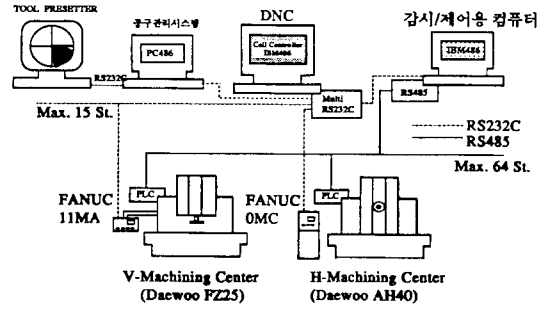 TOOL PRESETTER
공구관리시스템
DNC
감시/제어용 컴퓨터
PC486
Cell Controller
IBM486
IBM486
RS232C
Multi
RS232C
RS485
Max. 15 St.
RS232C
RS485
Max. 64 St.
PLC
PLC
FANUC
11MA
FANUC
0MC
V-Machining Center
(Daewoo FZ25)
H-Machining Center
(Daewoo AH40)